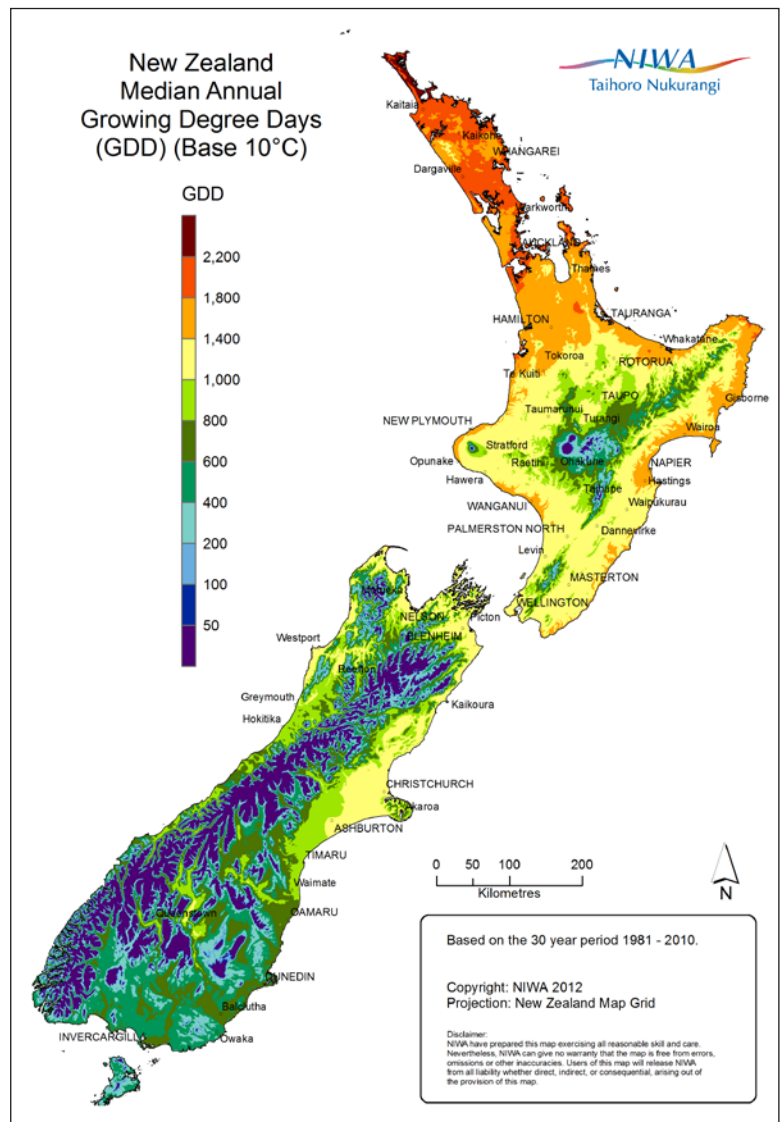 New Zealand
Median Annual
Growing Degree Days
(GDD) (Base 10°C)
NIWA
Taihoro Nukurangi
GDD
2,200
1,800
1,400
1,000
800
600
400
200
100
50
Kaitaia
Kaikohe
WHANGAREI
Dargaville
Warkworth
AUCKLAND
Thames
TAURANGA
HAMILTON
Whakatane
Tokoroa
ROTORUA
Te Kuiti
TAUPO
Gisborne
Taumarunui
Turangi
NEW PLYMOUTH
Wairoa
Stratford
Opunake
Raetihi
Ohakune
NAPIER
Hawera
Taihape
Hastings
WANGANUI
Waipukurau
PALMERSTON NORTH
Dannevirke
Levin
MASTERTON
WELLINGTON
Motueka
NELSON
Picton
Westport
BLENHEIM
Reefton
Greymouth
Kaikoura
Hokitika
CHRISTCHURCH
Akaroa
ASHBURTON
TIMARU
Waimate
Queenstown
OAMARU
DUNEDIN
Balclutha
INVERCARGILL
Owaka
0 50 100 200
Kilometres
N
Based on the 30 year period 1981 - 2010.
Copyright: NIWA 2012
Projection: New Zealand Map Grid
Disclaimer:
NIWA have prepared this map exercising all reasonable skill and care.
Nevertheless, NIWA can give no warranty that the map is free from errors,
omissions or other inaccuracies. Users of this map will release NIWA
from all liability whether direct, indirect, or consequential, arising out of
the provision of this map.